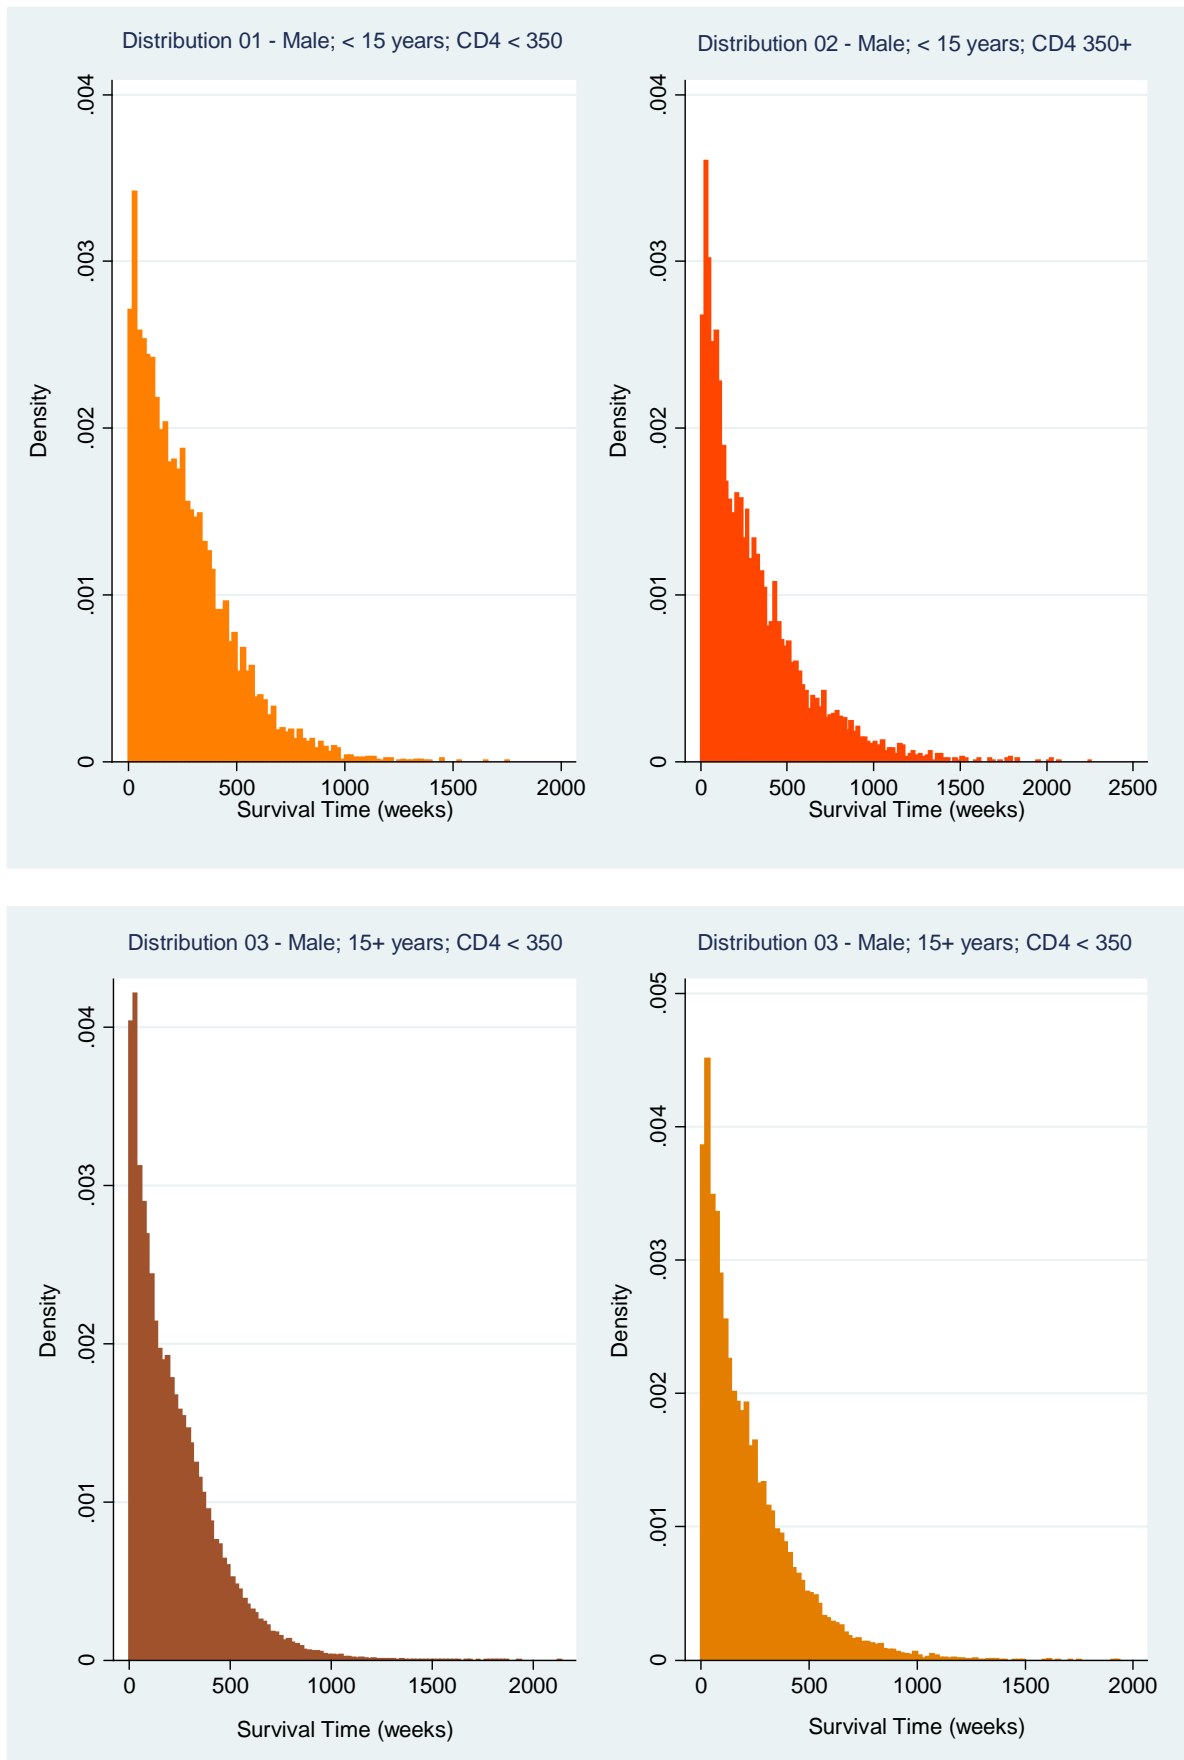 Distribution 01 - Male; < 15 years; CD4 < 350
Density
.004
.003
.002
.001
0
0 500 1000 1500 2000
Survival Time (weeks)
Distribution 02 - Male; < 15 years; CD4 350+
Density
.004
.003
.002
.001
0
0 500 1000 1500 2000 2500
Survival Time (weeks)
Distribution 03 - Male; 15+ years; CD4 < 350
Density
.004
.003
.002
.001
0
0 500 1000 1500 2000
Survival Time (weeks)
Distribution 03 - Male; 15+ years; CD4 < 350
Density
.005
.004
.003
.002
.001
0
0 500 1000 1500 2000
Survival Time (weeks)